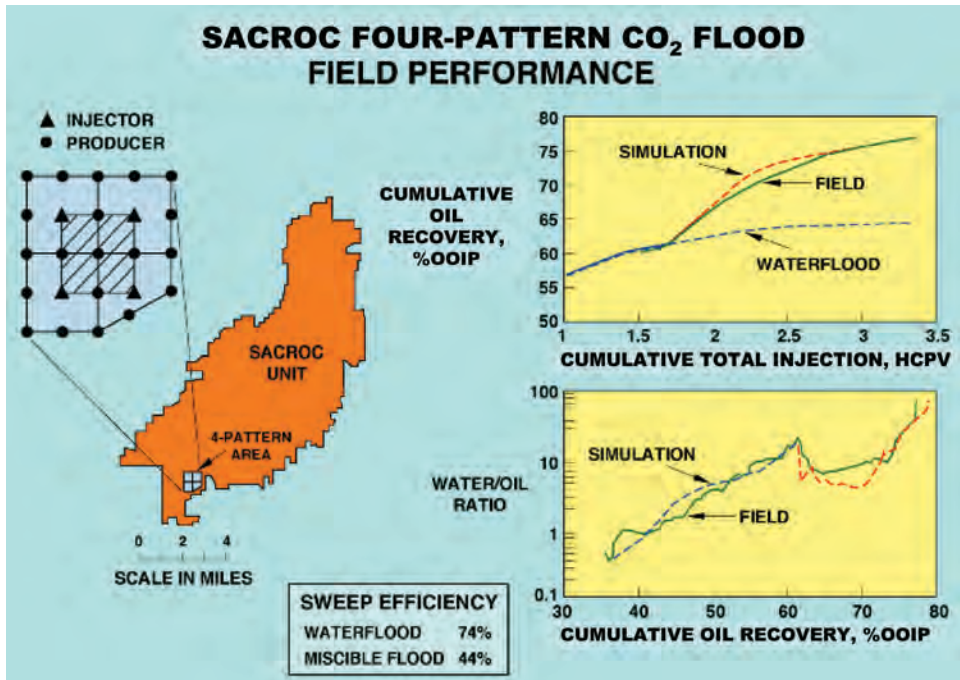 SACROC FOUR-PATTERN CO₂ FLOOD
FIELD PERFORMANCE
INJECTOR
PRODUCER
SACROC
UNIT
4-PATTERN
AREA
0 2 4
SCALE IN MILES
SWEEP EFFICIENCY
WATERFLOOD 74%
MISCIBLE FLOOD 44%
CUMULATIVE
OIL
RECOVERY,
%OOIP
80
75
70
65
60
55
50
SIMULATION
FIELD
WATERFLOOD
1 1.5 2 2.5 3 3.5
CUMULATIVE TOTAL INJECTION, HCPV
WATER/OIL
RATIO
100
10
1
0.1
SIMULATION
FIELD
30 40 50 60 70 80
CUMULATIVE OIL RECOVERY, %OOIP